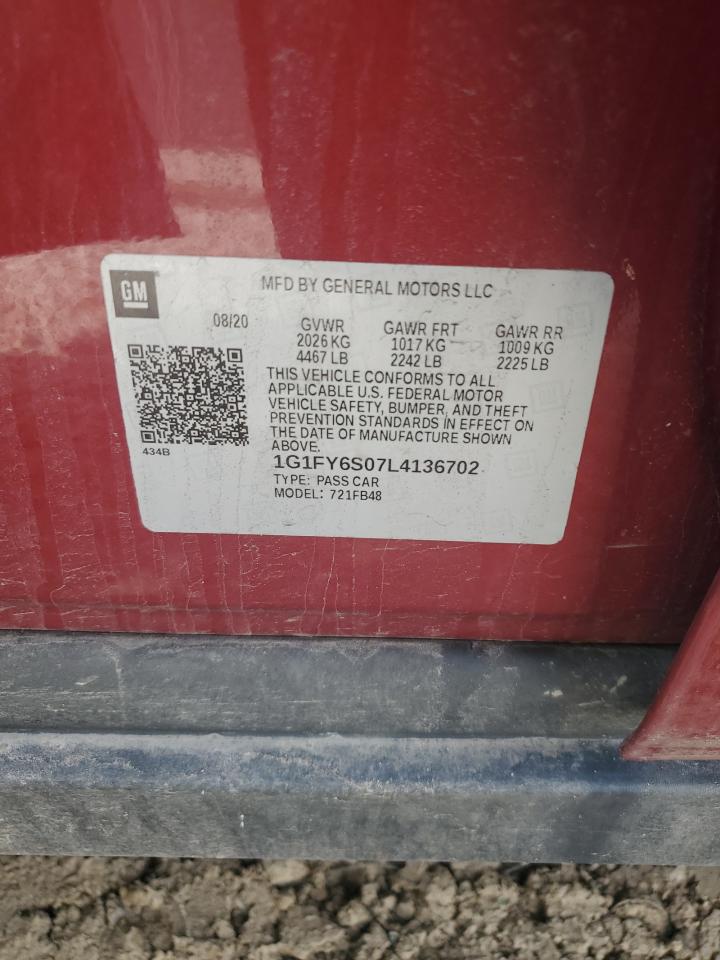 GM
MFD BY GENERAL MOTORS LLC
08/20
GVWR GAWR FRT GAWR RR
2026 KG 1017 KG 1009 KG
4467 LB 2242 LB 2225 LB
THIS VEHICLE CONFORMS TO ALL
APPLICABLE U.S. FEDERAL MOTOR
VEHICLE SAFETY, BUMPER, AND THEFT
PREVENTION STANDARDS IN EFFECT ON
THE DATE OF MANUFACTURE SHOWN
ABOVE.
434B
1G1FY6S07L4136702
TYPE: PASS CAR
MODEL: 721FB48